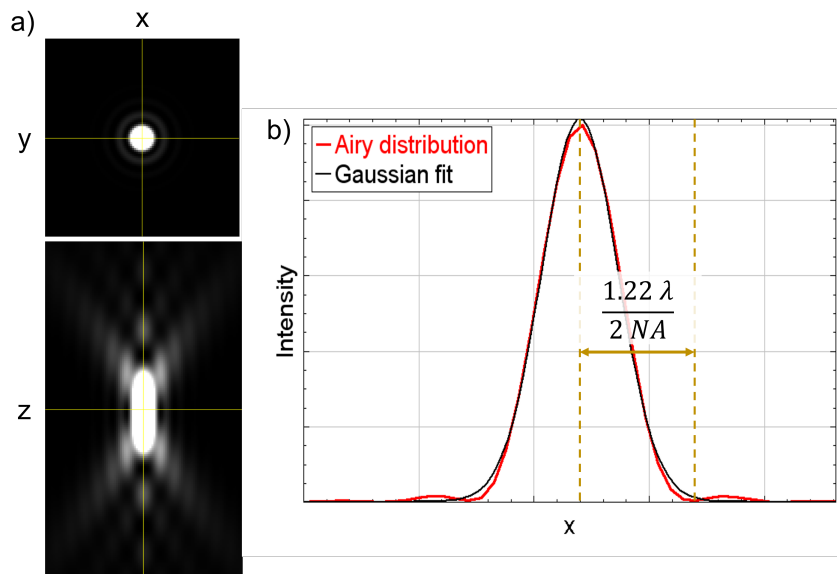 a)
x
y
z
b)
Airy distribution
Gaussian fit
Intensity
1.22 λ
2 NA
x